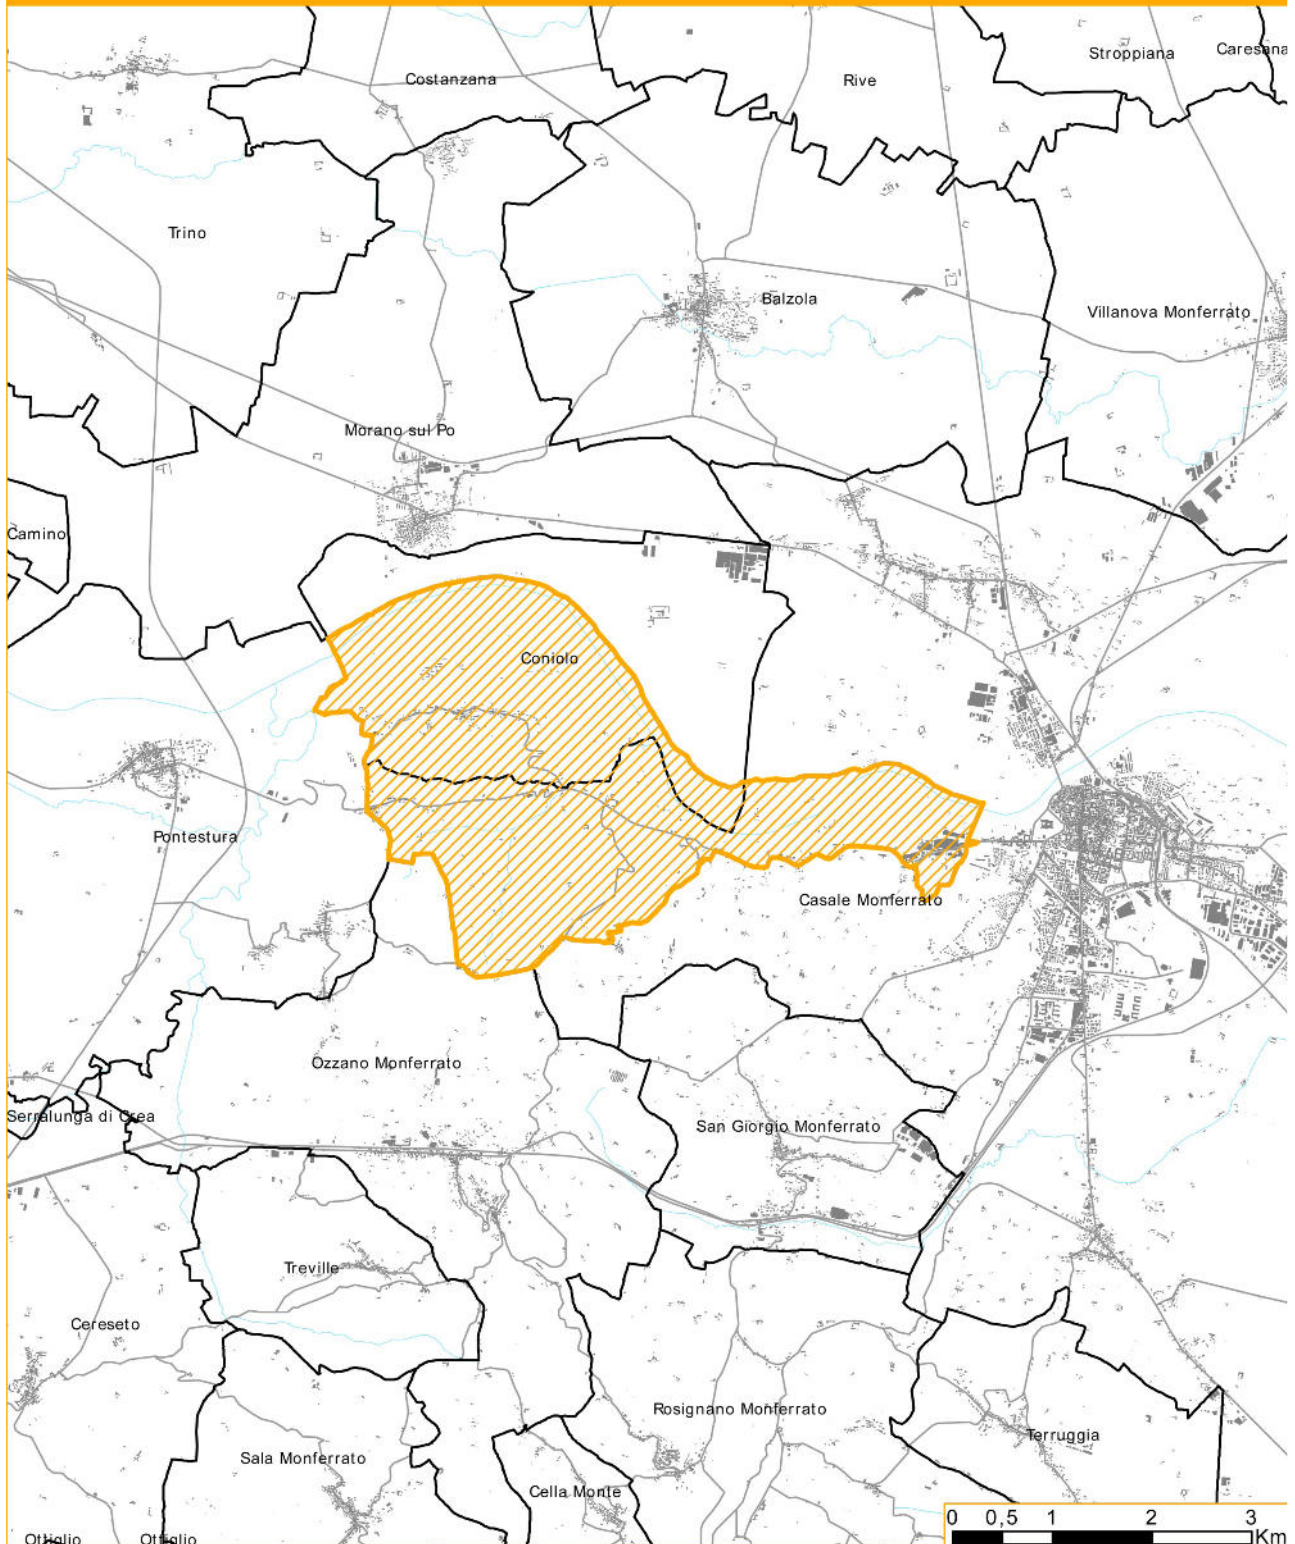 Stroppiana
Caresana
Costanzana
Rive
Trino
Balzola
Villanova Monferrato
Morano sul Po
Camino
Coniolo
Pontestura
Casale Monferrato
Ozzano Monferrato
Serralunga di Crea
San Giorgio Monferrato
Treville
Cereseto
Rosignano Monferrato
Terruggia
Sala Monferrato
Cella Monte
Ottiglio
Ottiglio
0 0,5 1 2 3
Km